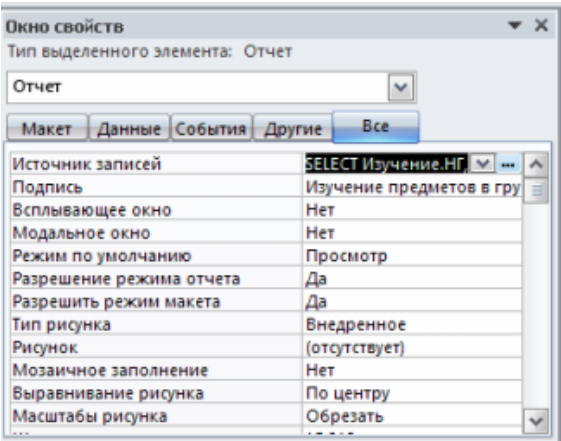 Окно свойств
Тип выделенного элемента: Отчет
Отчет
Макет Данные События Другие Все
Источник записей SELECT Изучение.НГ,
Подпись Изучение предметов в гру
Всплывающее окно Нет
Модальное окно Нет
Режим по умолчанию Просмотр
Разрешение режима отчета Да
Разрешить режим макета Да
Тип рисунка Внедренное
Рисунок (отсутствует)
Мозаичное заполнение Нет
Выравнивание рисунка По центру
Масштабы рисунка Обрезать